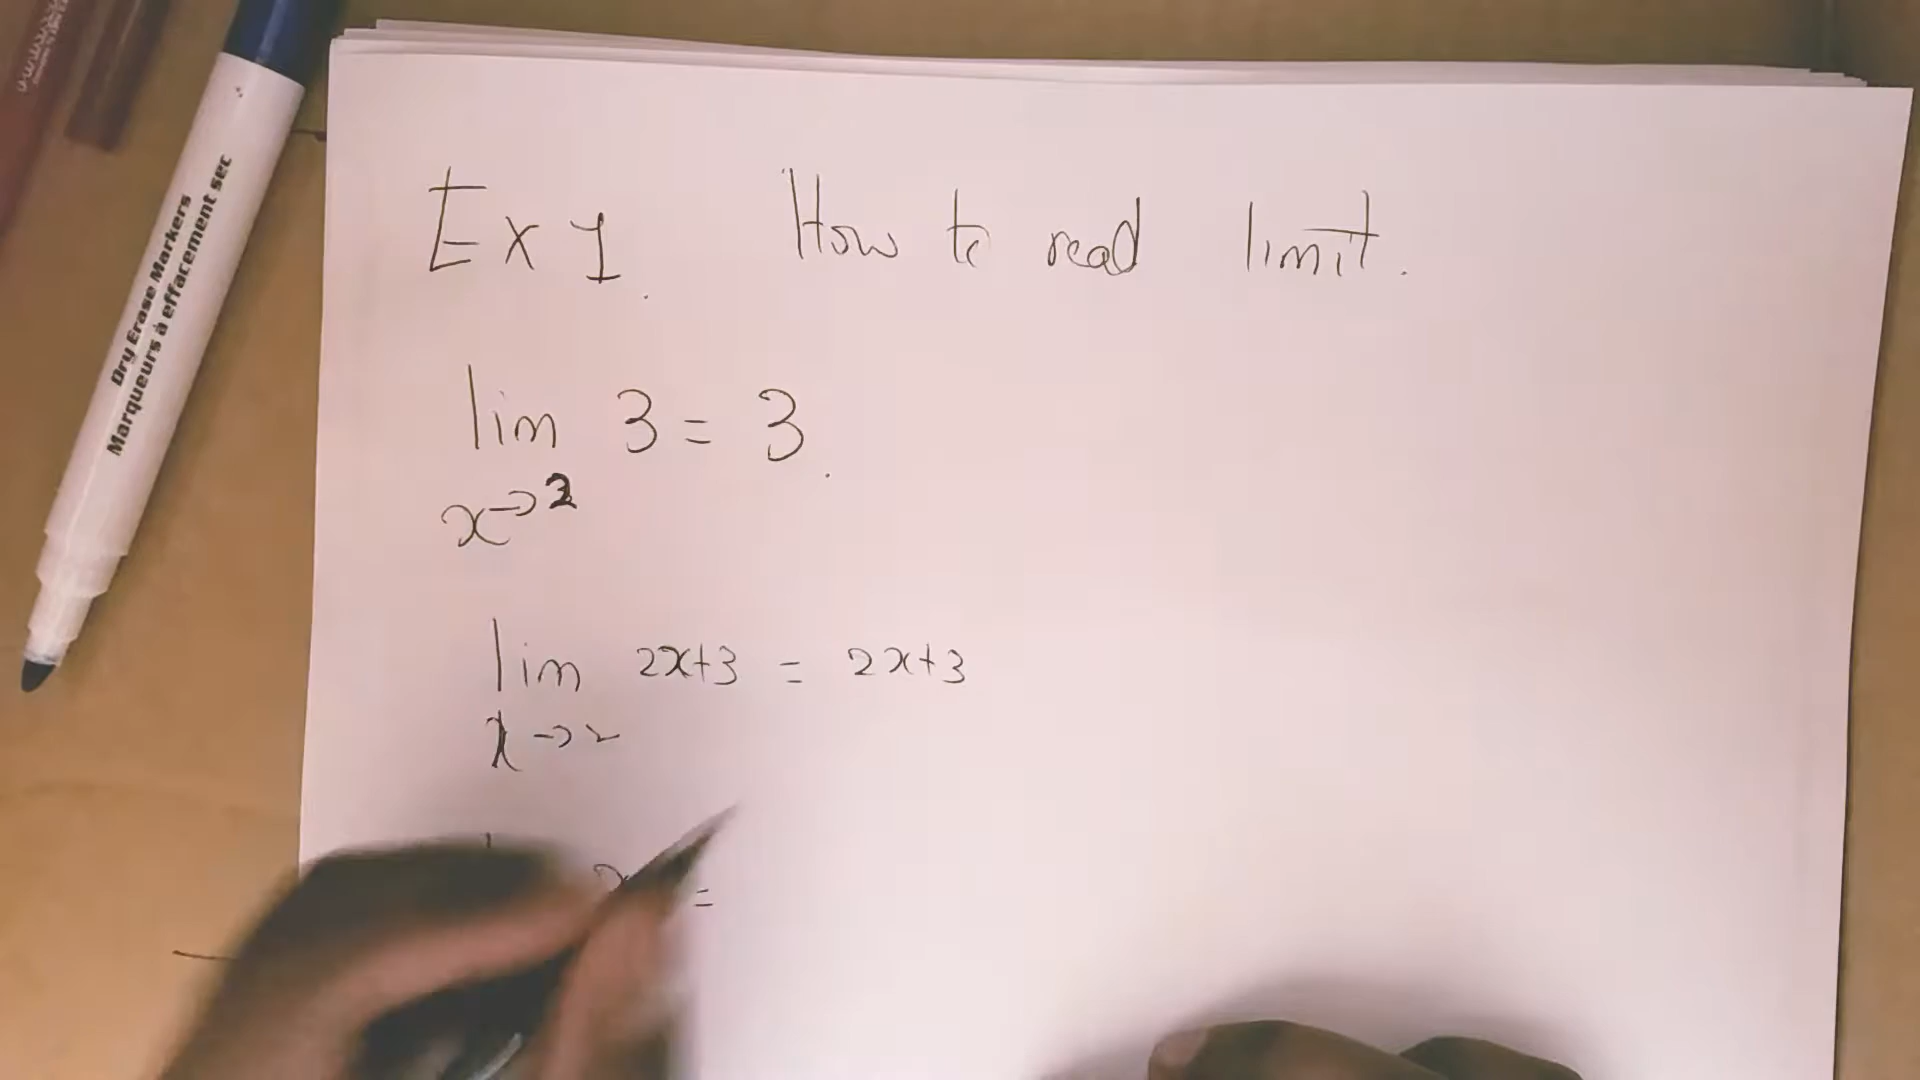 Dry Erase Markers
Marqueurs à effacement sec
Ex 1. How to read limit.
lim 3 = 3.
x→2
lim 2x+3 = 2x+3
x→2
=